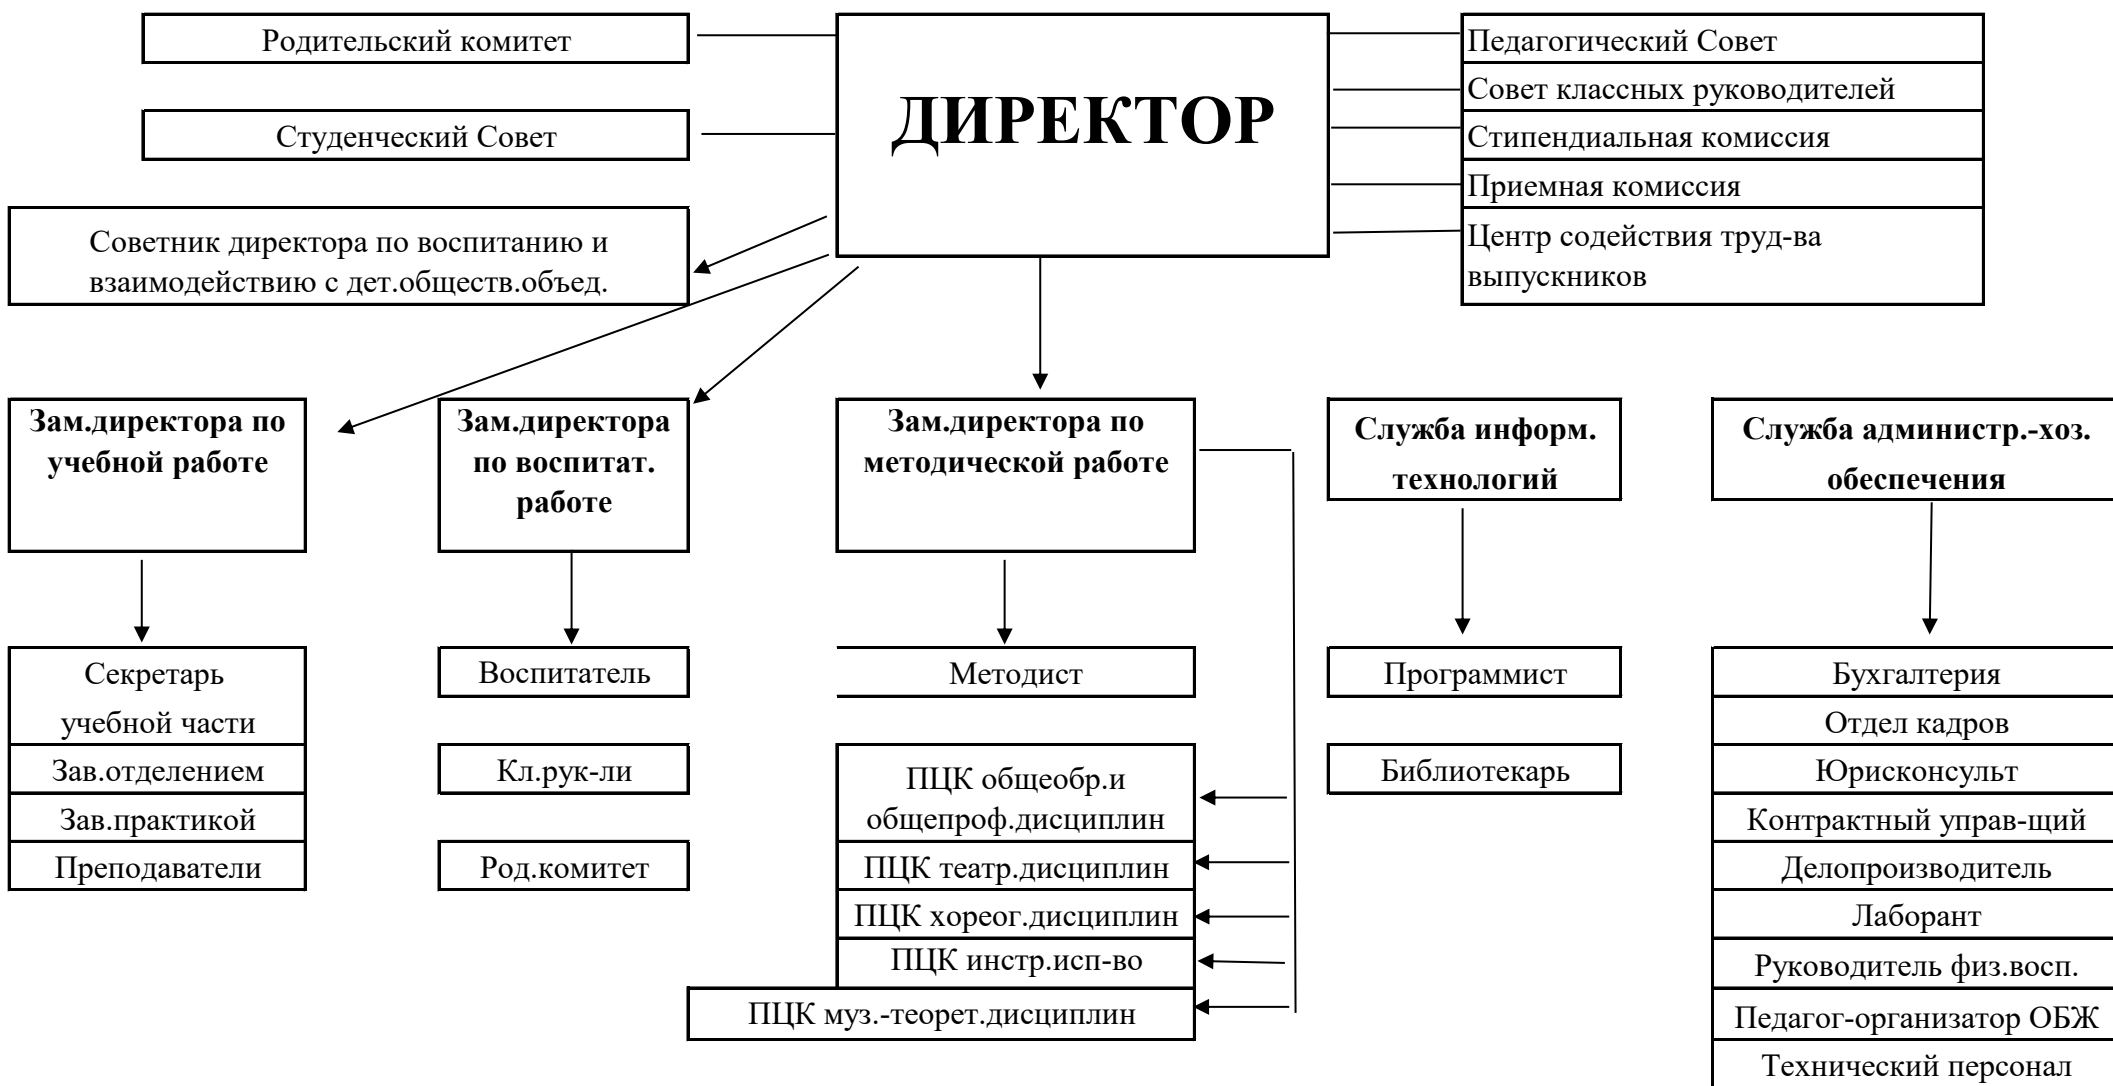 Родительский комитет
Студенческий Совет
ДИРЕКТОР
Педагогический Совет
Совет классных руководителей
Стипендиальная комиссия
Приемная комиссия
Центр содействия труд-ва
выпускников
Советник директора по воспитанию и
взаимодействию с дет.обществ.объед.
Зам.директора по
учебной работе
Зам.директора
по воспитат.
работе
Зам.директора по
методической работе
Служба информ.
технологий
Служба администр.-хоз.
обеспечения
Секретарь
учебной части
Зав.отделением
Зав.практикой
Преподаватели
Воспитатель
Кл.рук-ли
Род.комитет
Методист
ПЦК общеобр.и
общепроф.дисциплин
ПЦК театр.дисциплин
ПЦК хореог.дисциплин
ПЦК инстр.исп-во
ПЦК муз.-теорет.дисциплин
Программист
Библиотекарь
Бухгалтерия
Отдел кадров
Юрисконсульт
Контрактный управ-щий
Делопроизводитель
Лаборант
Руководитель физ.восп.
Педагог-организатор ОБЖ
Технический персонал